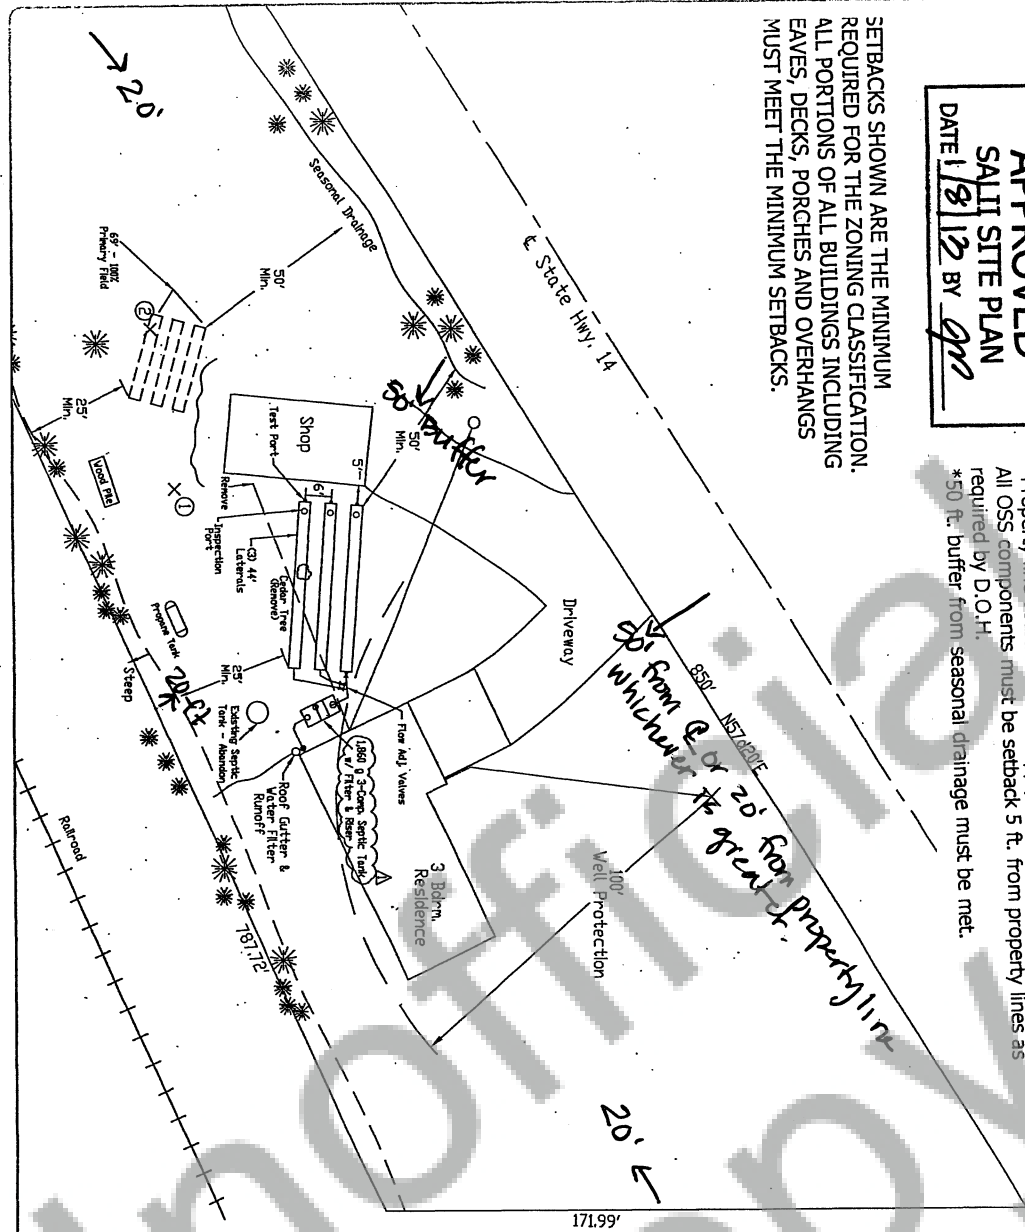 SALII SITE PLAN
DATE 1/8/13 BY
All OSS components must be setback 5 ft. from property lines as
required by D.O.H.
*50 ft. buffer from seasonal drainage must be met.
SETBACKS SHOWN ARE THE MINIMUM
REQUIRED FOR THE ZONING CLASSIFICATION.
ALL PORTIONS OF ALL BUILDINGS INCLUDING
EAVES, DECKS, PORCHES AND OVERHANGS
MUST MEET THE MINIMUM SETBACKS.
℄ State Hwy. 14
850'
N57d20'E
50' from ℄ or 20' from property line
whichever is greater.
20'
171.99'
Seasonal Drainage
50'
Min.
50' Buffer
50'
Min.
5'
Driveway
100'
Well Protection
20'
69' - 100%
Primary Field
2
25'
Min.
Wood Pile
1
Shop
Test Port
6'
Remove
Inspection
Port
(3) 44'
Laterals
Cedar Tree
(Remove)
Propane Tank
20 ft
25'
Min.
Steep
Existing Septic
Tank - Abandon
Flow Adj. Valves
3-Comp. Septic Tank
w/ Filter & Riser
1
Roof Gutter &
Water Filter
Runoff
3 Bdrm.
Residence
787.72'
Railroad
unofficial